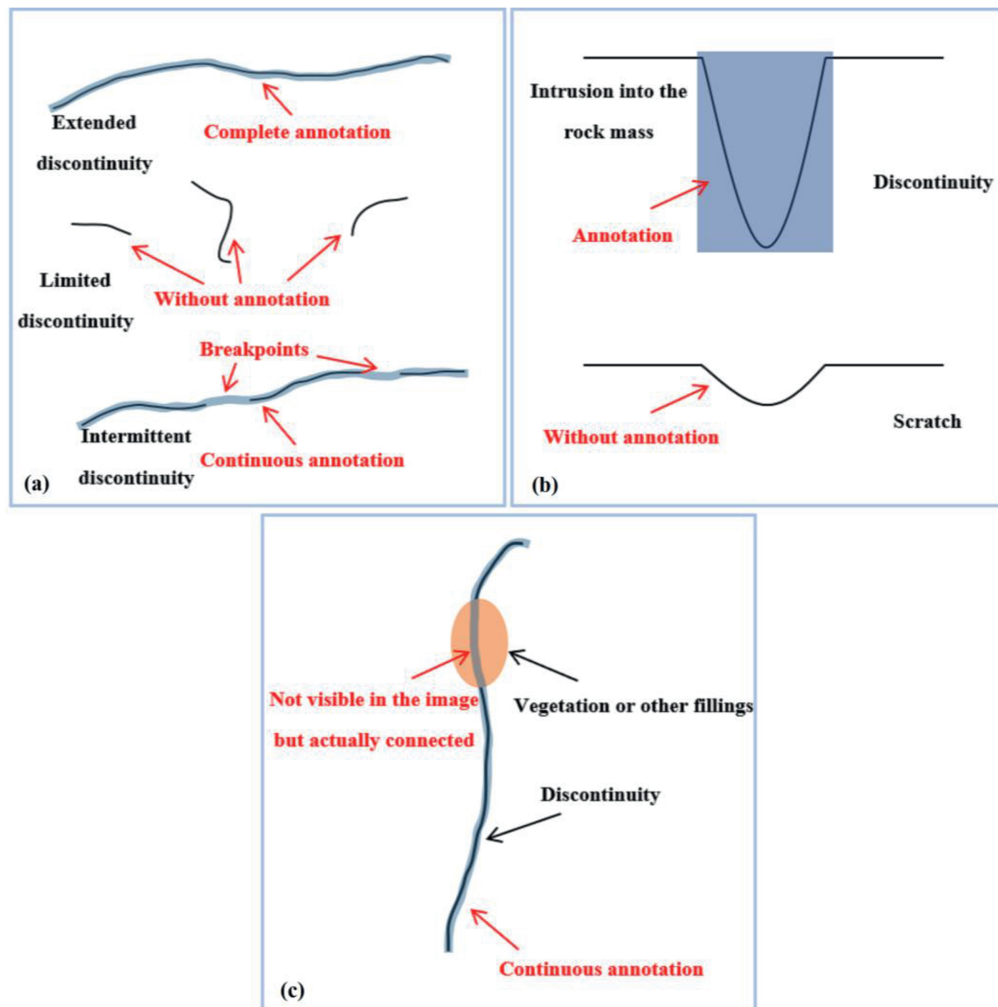 Extended
discontinuity
Complete annotation
Limited
discontinuity
Without annotation
Breakpoints
Intermittent
discontinuity
Continuous annotation
(a)
Intrusion into the
rock mass
Discontinuity
Annotation
Without annotation
Scratch
(b)
Not visible in the image
but actually connected
Vegetation or other fillings
Discontinuity
Continuous annotation
(c)